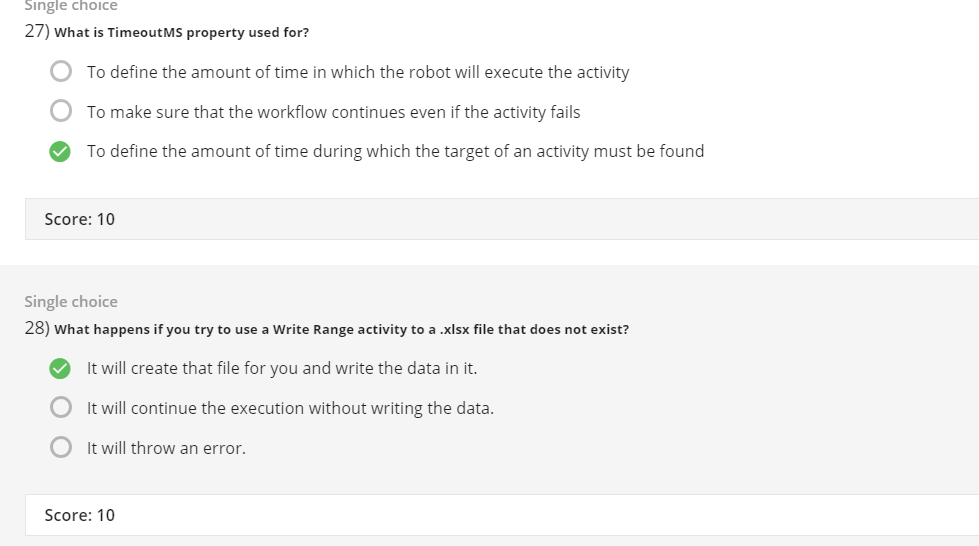 Single choice
27) What is TimeoutMS property used for?
To define the amount of time in which the robot will execute the activity
To make sure that the workflow continues even if the activity fails
To define the amount of time during which the target of an activity must be found
Score: 10
Single choice
28) What happens if you try to use a Write Range activity to a .xlsx file that does not exist?
It will create that file for you and write the data in it.
It will continue the execution without writing the data.
It will throw an error.
Score: 10